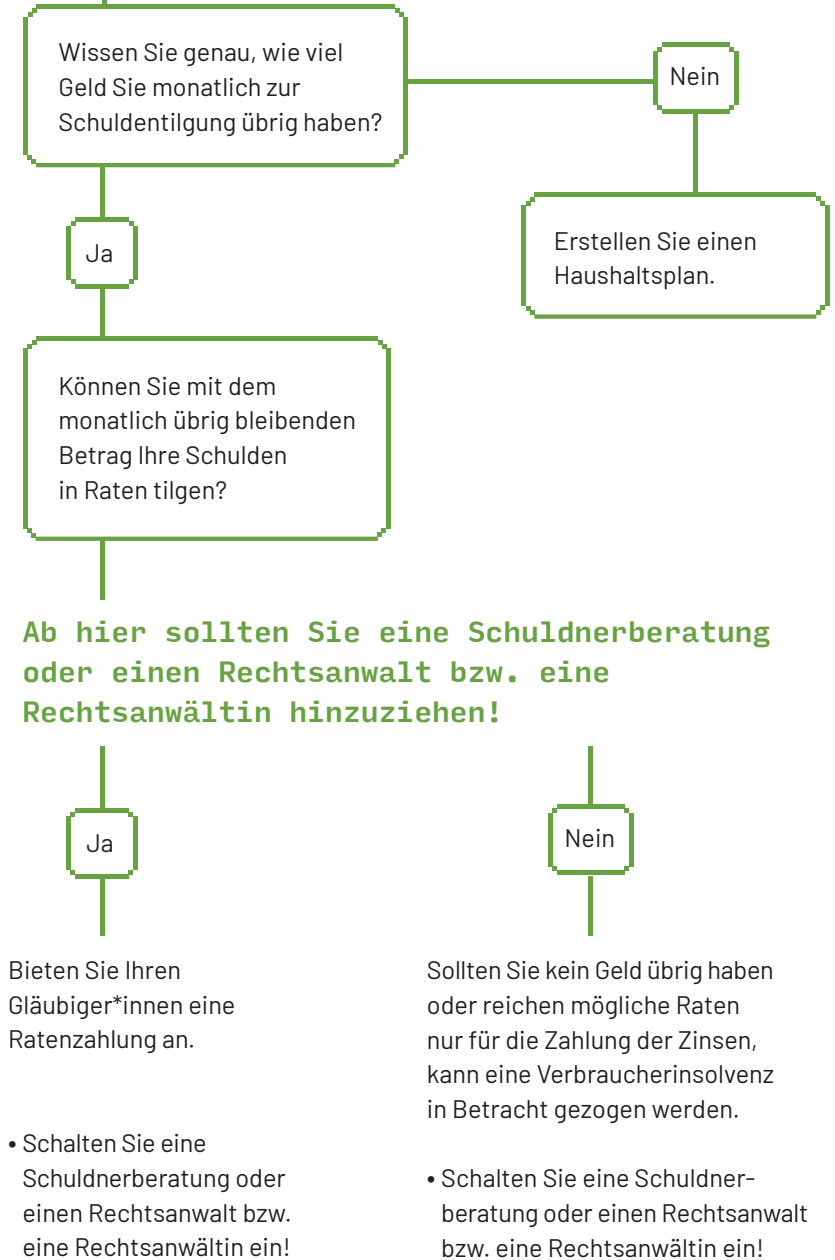 Wissen Sie genau, wie viel
Geld Sie monatlich zur
Schuldentilgung übrig haben?
Nein
Erstellen Sie einen
Haushaltsplan.
Ja
Können Sie mit dem
monatlich übrig bleibenden
Betrag Ihre Schulden
in Raten tilgen?
Ab hier sollten Sie eine Schuldnerberatung
oder einen Rechtsanwalt bzw. eine
Rechtsanwältin hinzuziehen!
Ja
Bieten Sie Ihren
Gläubiger*innen eine
Ratenzahlung an.
• Schalten Sie eine
Schuldnerberatung oder
einen Rechtsanwalt bzw.
eine Rechtsanwältin ein!
Nein
Sollten Sie kein Geld übrig haben
oder reichen mögliche Raten
nur für die Zahlung der Zinsen,
kann eine Verbraucherinsolvenz
in Betracht gezogen werden.
• Schalten Sie eine Schuldner-
beratung oder einen Rechtsanwalt
bzw. eine Rechtsanwältin ein!